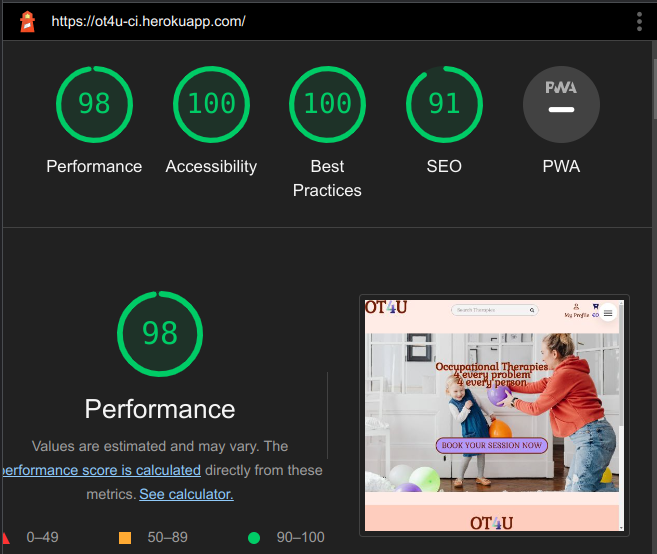 https://ot4u-ci.herokuapp.com/
98
100
100
91
PWA
Performance
Accessibility
Best
Practices
SEO
PWA
98
Performance
Values are estimated and may vary. The
performance score is calculated directly from these
metrics. See calculator.
0–49
50–89
90–100
OT4U
Search Therapies
My Profile
€0
Occupational Therapies
4 every problem
4 every person
BOOK YOUR SESSION NOW
OT4U